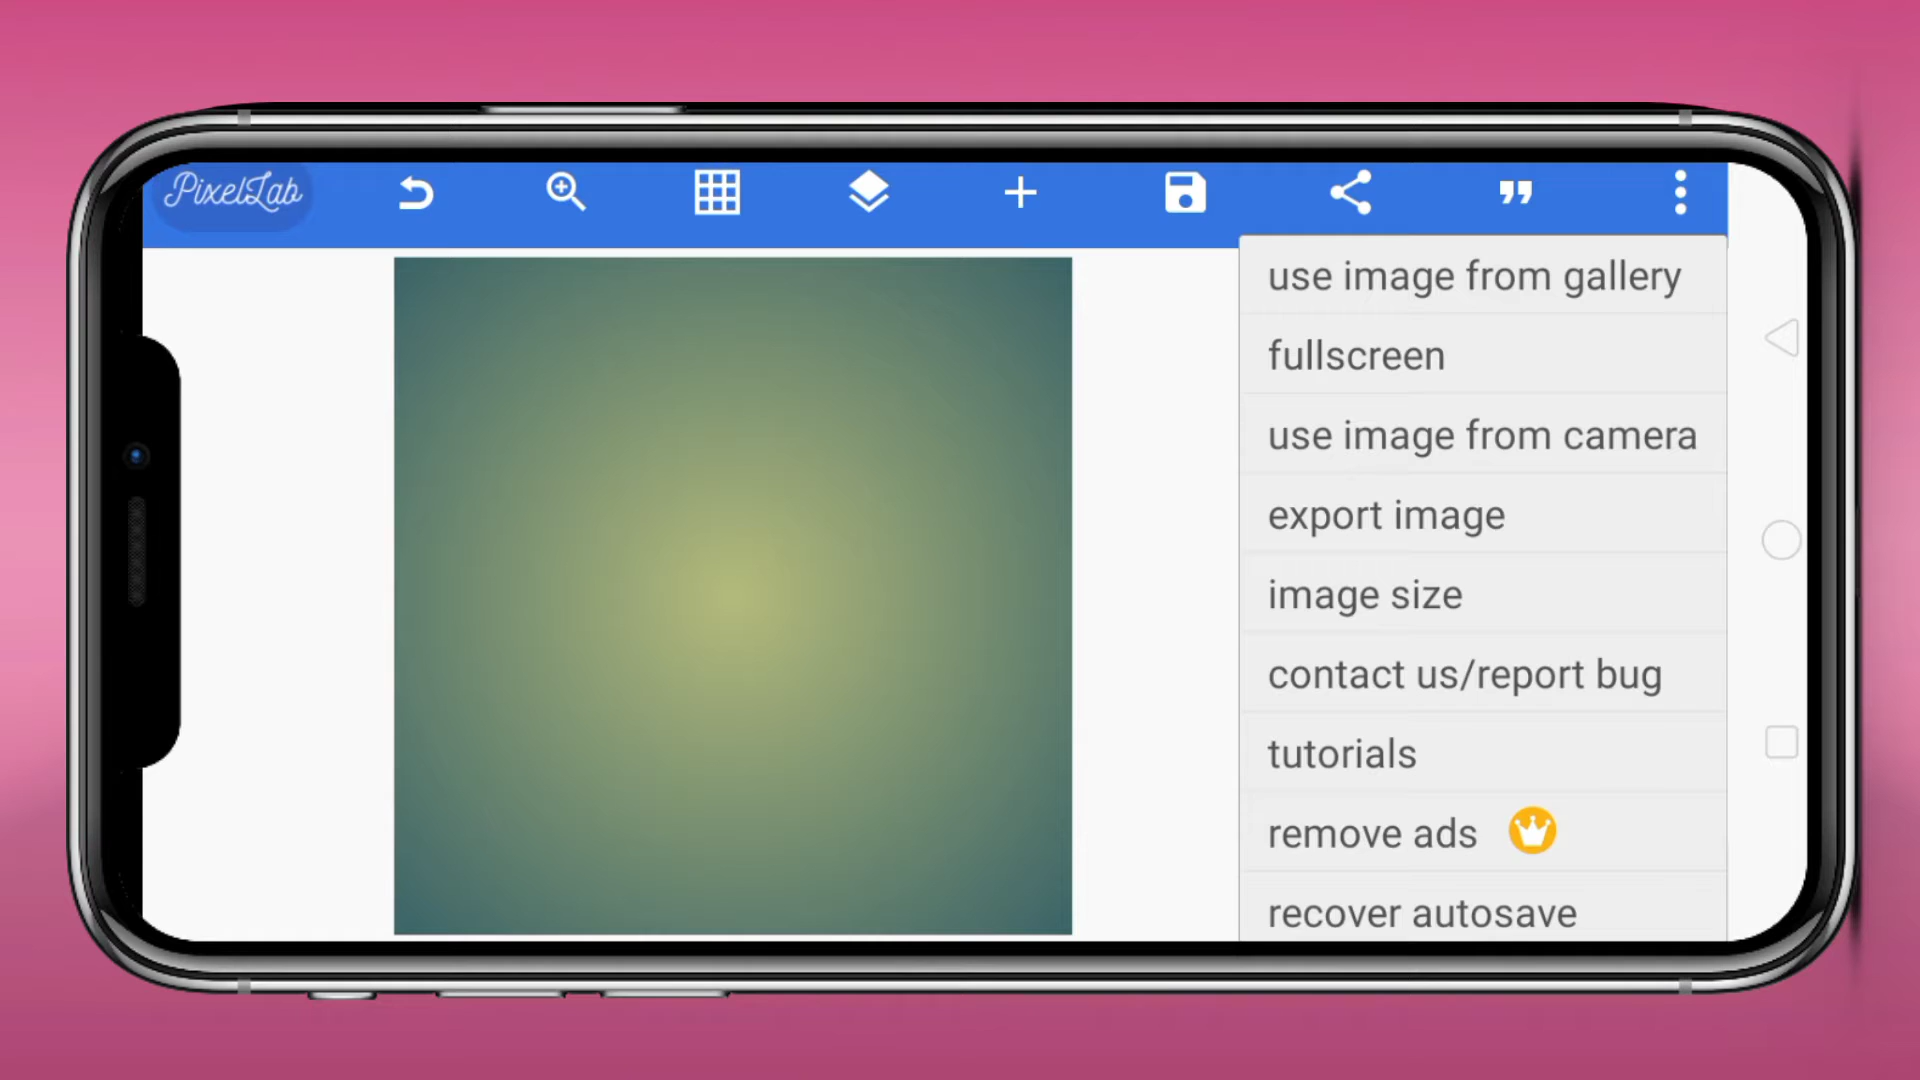 PixelLab
use image from gallery
fullscreen
use image from camera
export image
image size
contact us/report bug
tutorials
remove ads
recover autosave